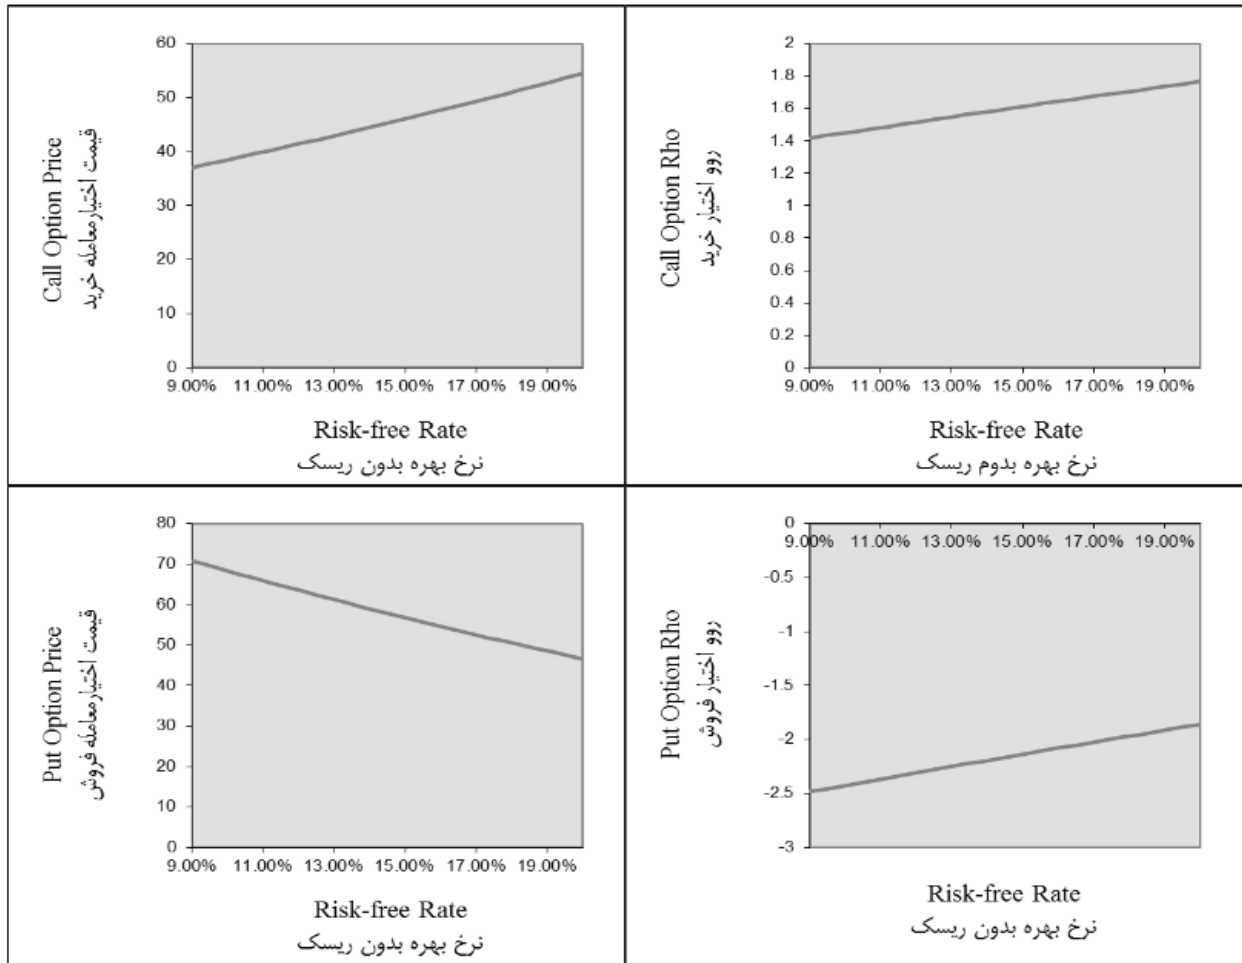 60
50
40
30
20
10
0
9.00% 11.00% 13.00% 15.00% 17.00% 19.00%
Call Option Price
قیمت اختیارمعامله خرید
Risk-free Rate
نرخ بهره بدون ریسک
2
1.8
1.6
1.4
1.2
1
0.8
0.6
0.4
0.2
0
9.00% 11.00% 13.00% 15.00% 17.00% 19.00%
Call Option Rho
روو اختیار خرید
Risk-free Rate
نرخ بهره بدوم ریسک
80
70
60
50
40
30
20
10
0
9.00% 11.00% 13.00% 15.00% 17.00% 19.00%
Put Option Price
قیمت اختیارمعامله فروش
Risk-free Rate
نرخ بهره بدون ریسک
0
9.00% 11.00% 13.00% 15.00% 17.00% 19.00%
-0.5
-1
-1.5
-2
-2.5
-3
Put Option Rho
روو اختیار فروش
Risk-free Rate
نرخ بهره بدون ریسک